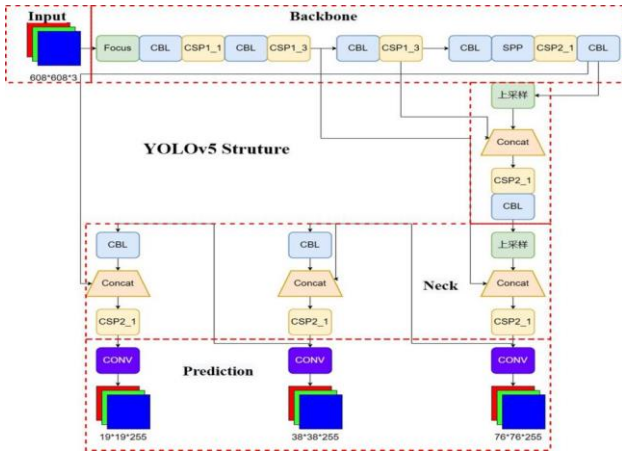 Input
Backbone
Focus CBL CSP1_1 CBL CSP1_3 CBL CSP1_3 CBL SPP CSP2_1 CBL
608*608*3
上采样
YOLOv5 Struture
Concat
CSP2_1
CBL
CBL CBL 上采样
Concat Concat Neck Concat
CSP2_1 CSP2_1 CSP2_1
CONV Prediction CONV CONV
19*19*255 38*38*255 76*76*255